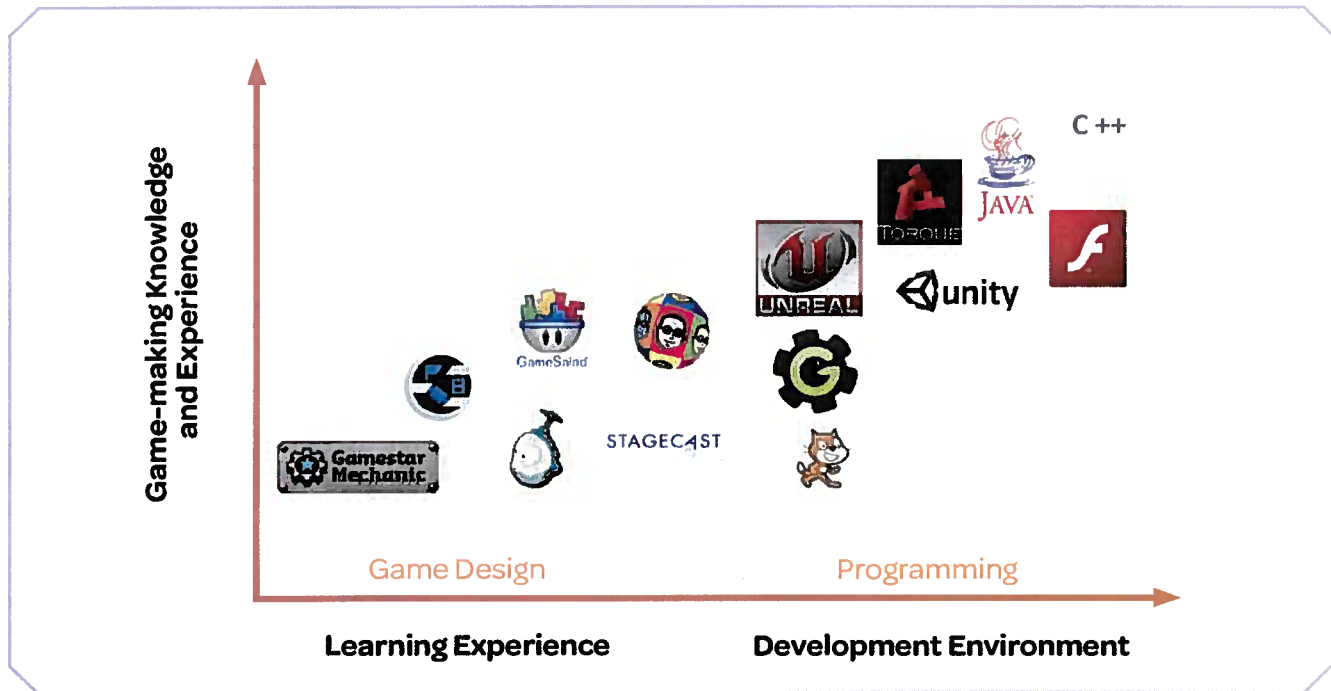 Game-making Knowledge
and Experience
C ++
JAVA
TORQUE
UNREAL
unity
GameSalad
STAGECAST
Gamestar
Mechanic
Game Design
Programming
Learning Experience
Development Environment